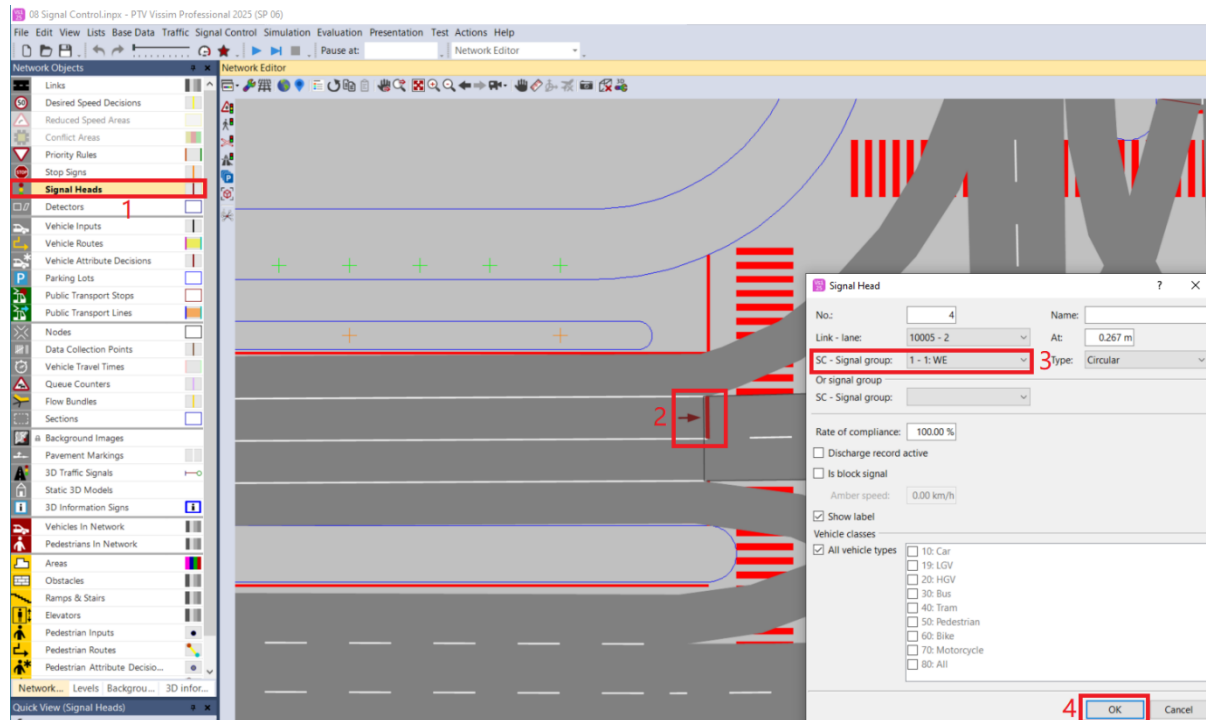 08 Signal Control.inpx - PTV Vissim Professional 2025 (SP 06)
File Edit View Lists Base Data Traffic Signal Control Simulation Evaluation Presentation Test Actions Help
Pause at: Network Editor
Network Objects
Network Editor
Links
50 Desired Speed Decisions
Reduced Speed Areas
Conflict Areas
Priority Rules
STOP Stop Signs
Signal Heads
1
Detectors
Vehicle Inputs
Vehicle Routes
Vehicle Attribute Decisions
P Parking Lots
Public Transport Stops
Public Transport Lines
Nodes
Data Collection Points
Vehicle Travel Times
Queue Counters
Flow Bundles
Sections
a Background Images
Pavement Markings
3D Traffic Signals
Static 3D Models
3D Information Signs
Vehicles In Network
Pedestrians In Network
Areas
Obstacles
Ramps & Stairs
Elevators
Pedestrian Inputs
Pedestrian Routes
Pedestrian Attribute Decisio...
Network... Levels Backgrou... 3D infor...
Quick View (Signal Heads)
2
Signal Head ? X
No.: 4 Name:
Link - lane: 10005 - 2 At: 0.267 m
SC - Signal group: 1 - 1: WE 3 Type: Circular
Or signal group
SC - Signal group:
Rate of compliance: 100.00 %
Discharge record active
Is block signal
Amber speed: 0.00 km/h
Show label
Vehicle classes
All vehicle types 10: Car
19: LGV
20: HGV
30: Bus
40: Tram
50: Pedestrian
60: Bike
70: Motorcycle
80: All
4 OK Cancel